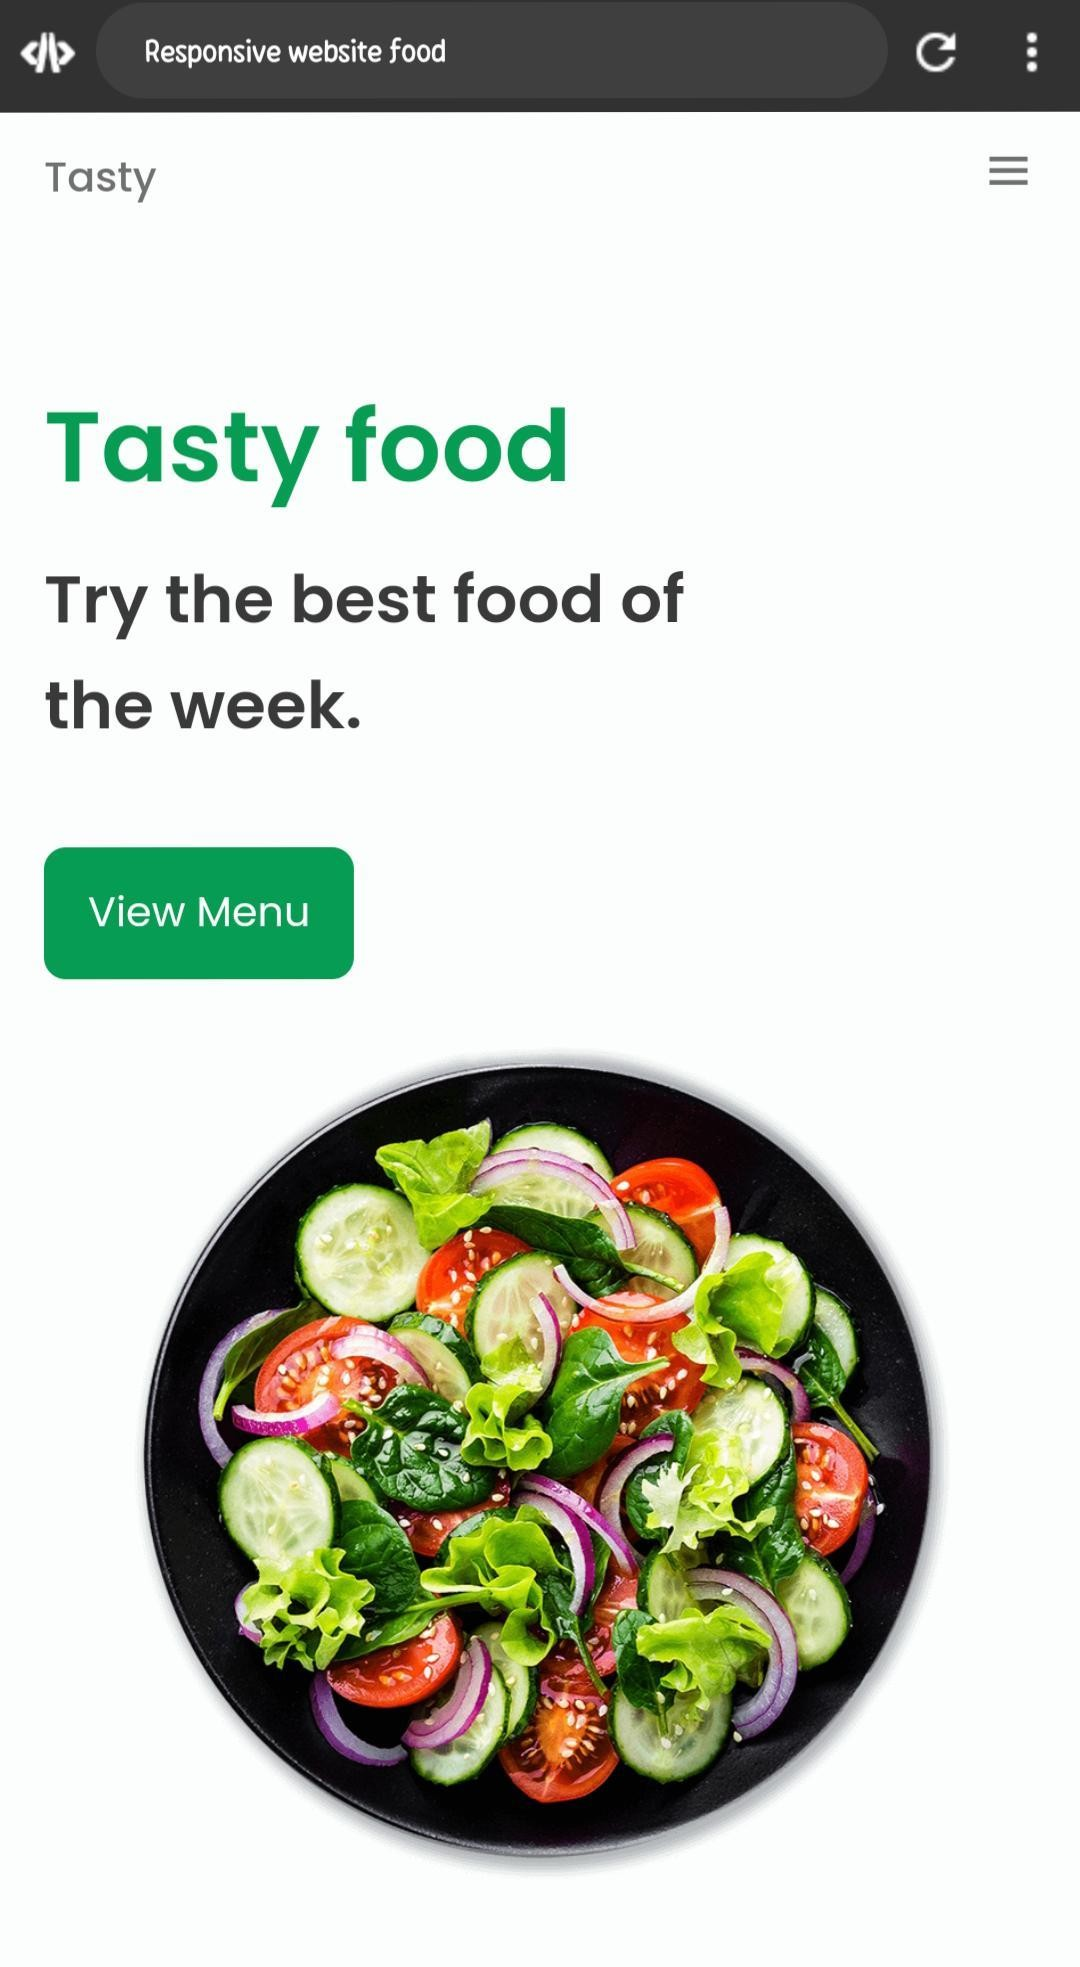 Responsive website food
Tasty
Tasty food
Try the best food of
the week.
View Menu